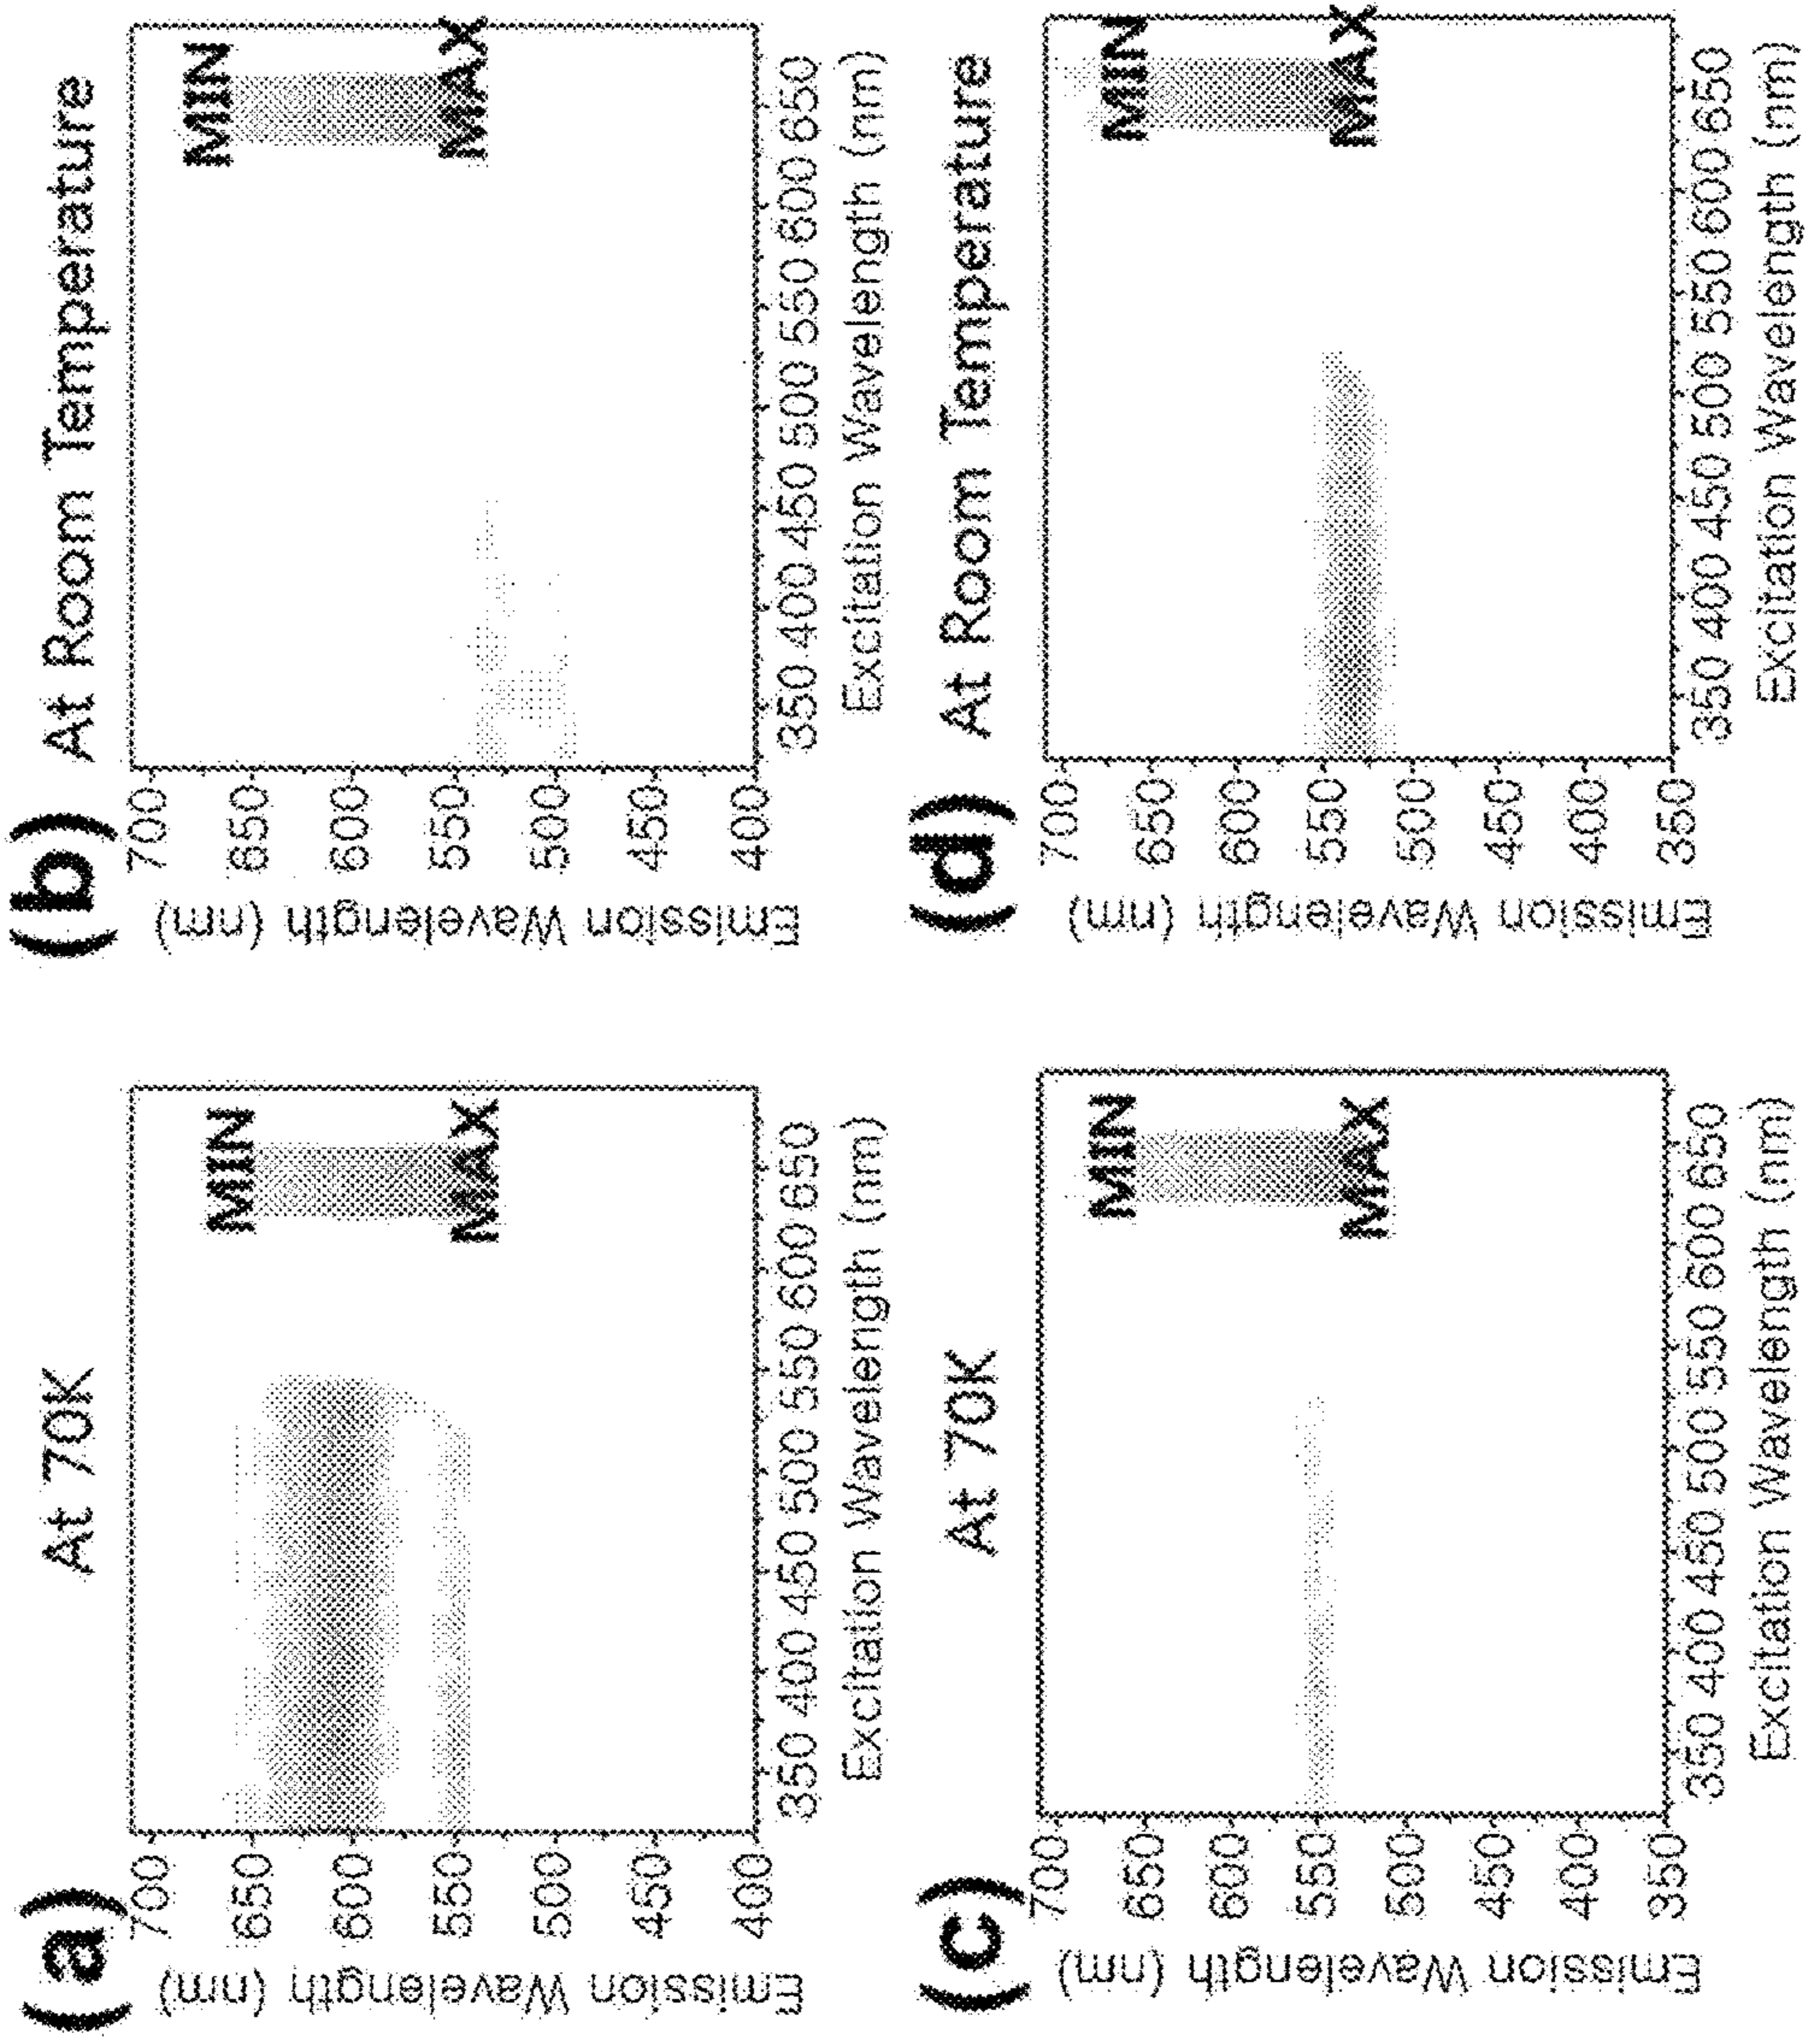 (a)
At 70K
Emission Wavelength (nm)
700
650
600
550
500
450
400
MIN
MAX
350 400 450 500 550 600 650
Excitation Wavelength (nm)
(b)
At Room Temperature
Emission Wavelength (nm)
700
650
600
550
500
450
400
MIN
MAX
350 400 450 500 550 600 650
Excitation Wavelength (nm)
(c)
At 70K
Emission Wavelength (nm)
700
650
600
550
500
450
400
350
MIN
MAX
350 400 450 500 550 600 650
Excitation Wavelength (nm)
(d)
At Room Temperature
Emission Wavelength (nm)
700
650
600
550
500
450
400
350
MIN
MAX
350 400 450 500 550 600 650
Excitation Wavelength (nm)